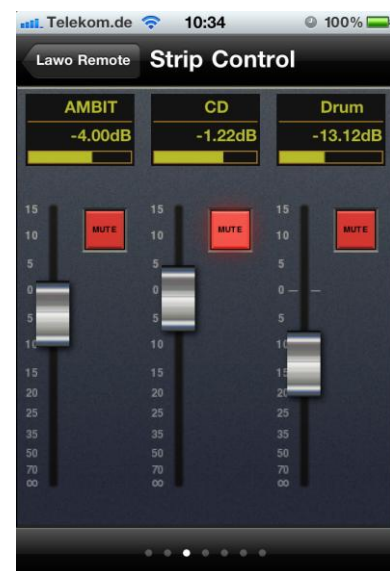 Telekom.de 10:34 100%
Lawo Remote Strip Control
AMBIT CD Drum
-4.00dB -1.22dB -13.12dB
15 MUTE 15 MUTE 15 MUTE
10 10 10
5 5 5
0 0 0
5 5
10 10 10
15 15 15
20 20 20
25 25 25
35 35 35
50 50 50
70 70 70
∞ ∞ ∞